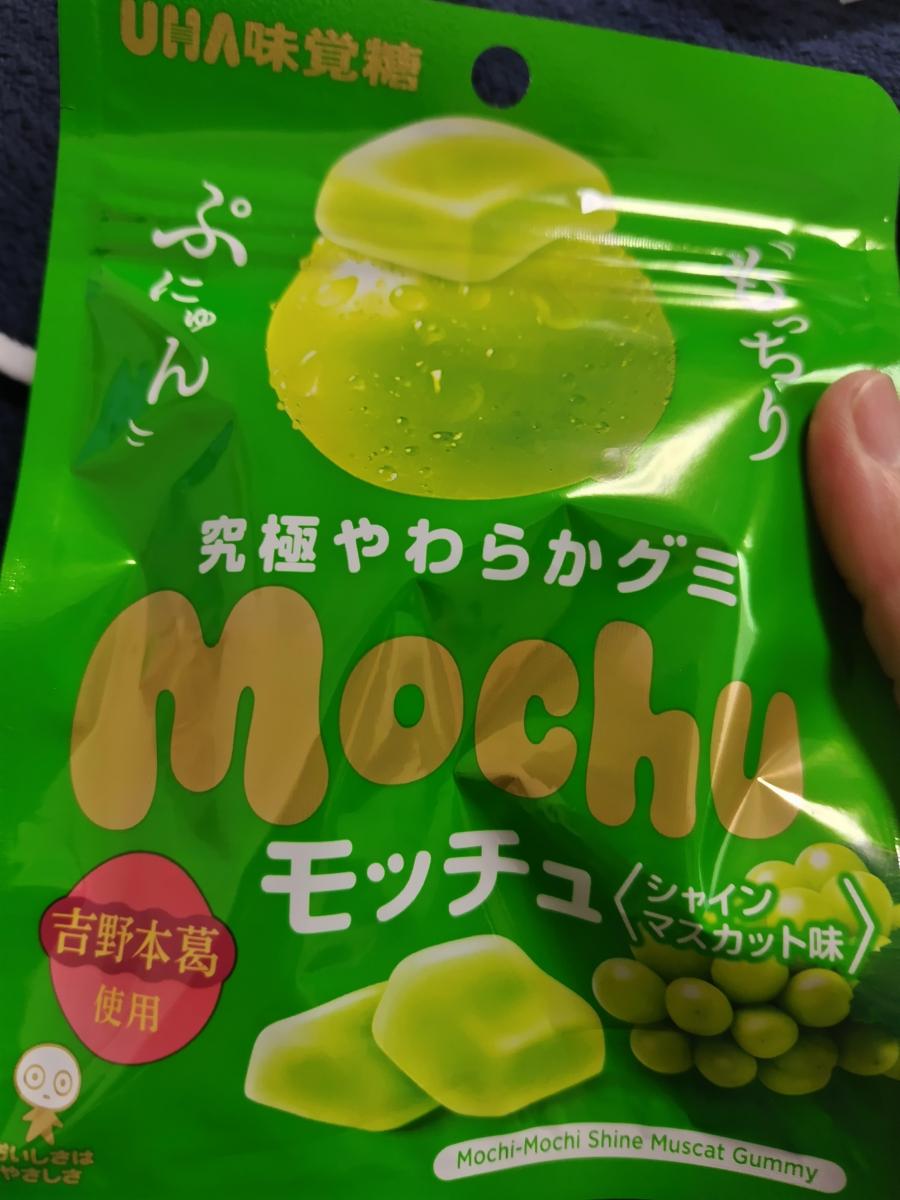 UHA味覚糖
ぷにゅんこ
もっちり
究極やわらかグミ
Mochu
モッチュ
〈シャイン
マスカット味〉
吉野本葛
使用
おいしさは
やさしさ
Mochi-Mochi Shine Muscat Gummy